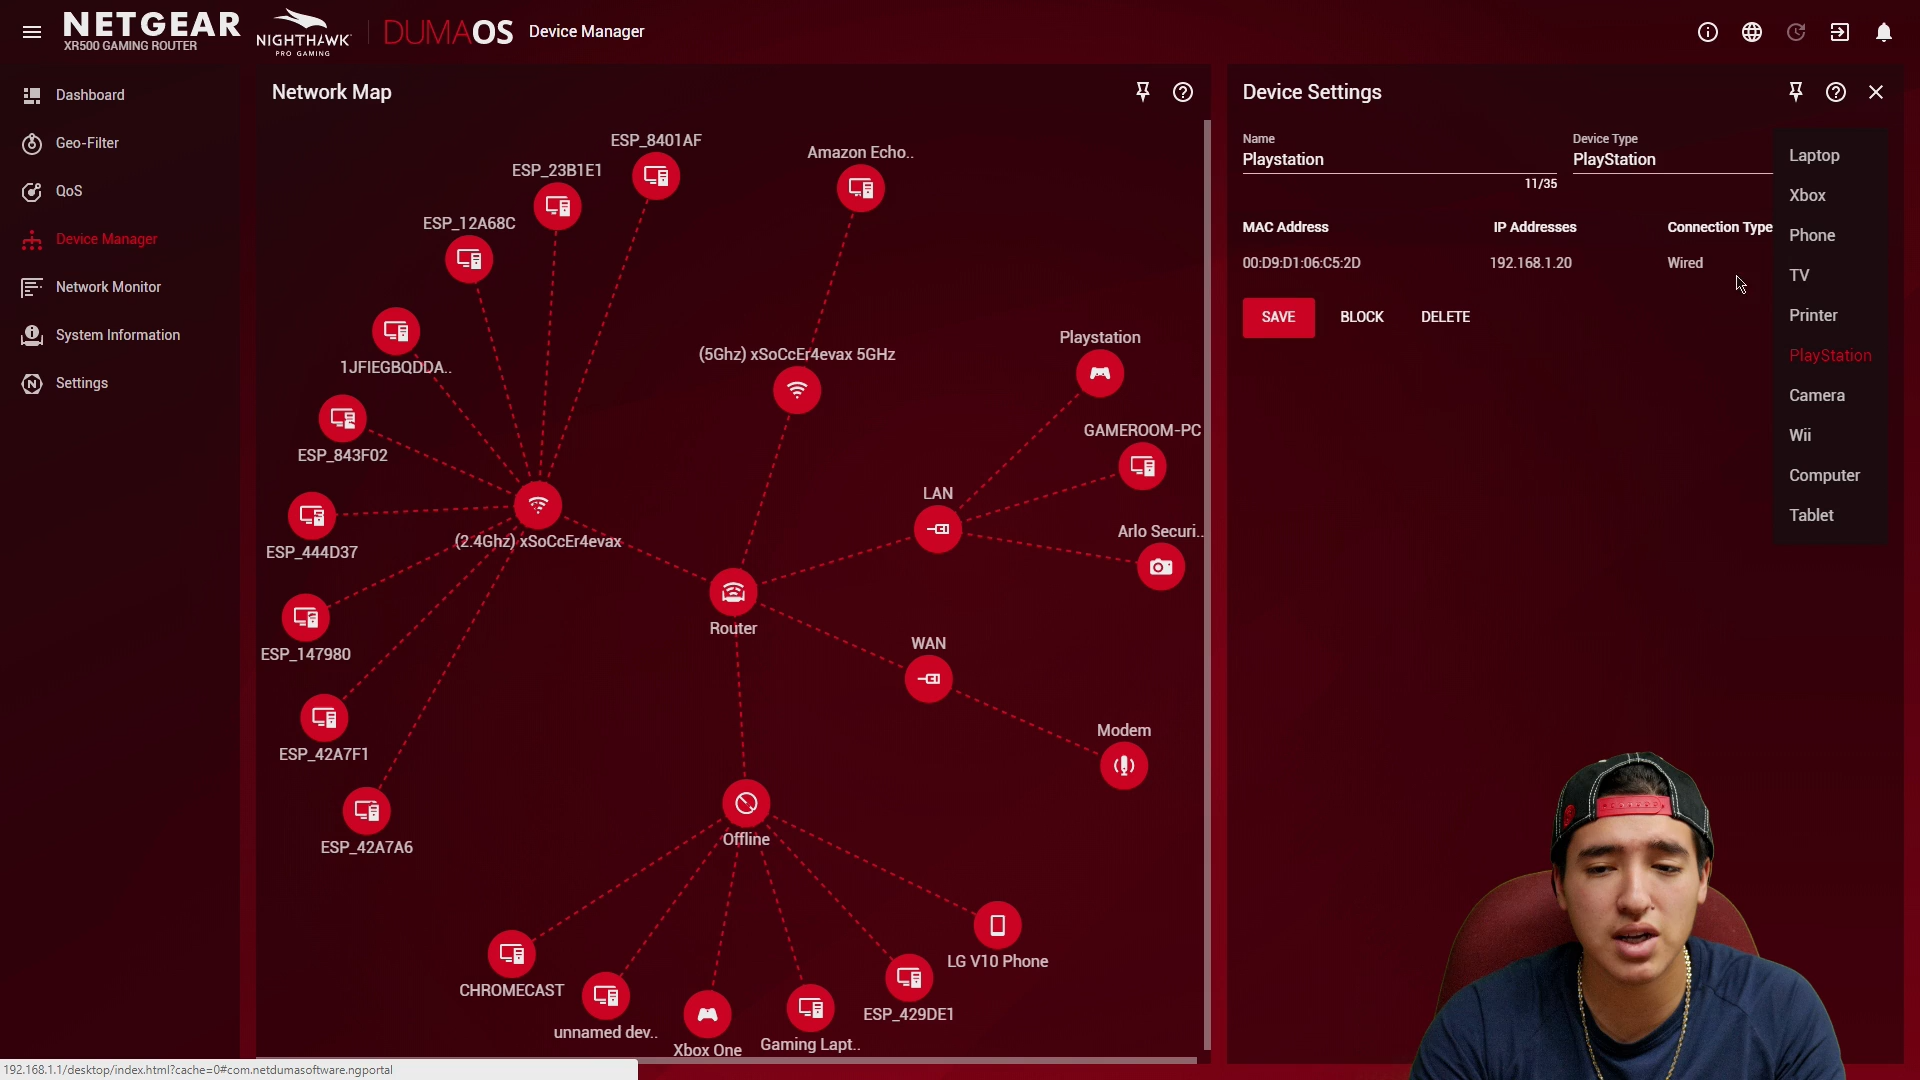 NETGEAR
XR500 GAMING ROUTER
NIGHTHAWK
PRO GAMING
DUMAOS
Device Manager
Dashboard
Geo-Filter
QoS
Device Manager
Network Monitor
System Information
Settings
Network Map
ESP_8401AF
Amazon Echo..
ESP_23B1E1
ESP_12A68C
1JFIEGBQDDA..
(5Ghz) xSoCcEr4evax 5GHz
Playstation
ESP_843F02
GAMEROOM-PC
LAN
ESP_444D37
(2.4Ghz) xSoCcEr4evax
Arlo Securi..
Router
ESP_147980
WAN
ESP_42A7F1
Modem
ESP_42A7A6
Offline
LG V10 Phone
CHROMECAST
ESP_429DE1
unnamed dev..
Xbox One
Gaming Lapt..
Device Settings
Name
Playstation
11/35
Device Type
PlayStation
MAC Address
IP Addresses
Connection Type
00:D9:D1:06:C5:2D
192.168.1.20
Wired
SAVE
BLOCK
DELETE
Laptop
Xbox
Phone
TV
Printer
PlayStation
Camera
Wii
Computer
Tablet
192.168.1.1/desktop/index.html?cache=0#com.netdumasoftware.ngportal